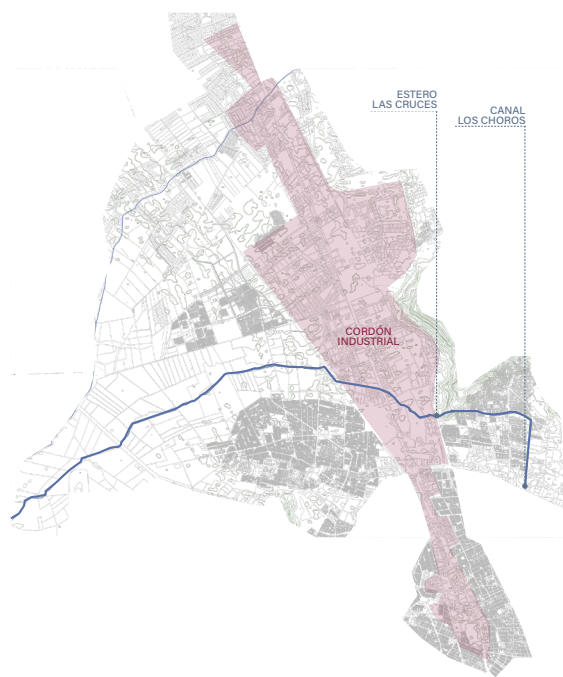 ESTERO
LAS CRUCES
CANAL
LOS CHOROS
CORDÓN
INDUSTRIAL